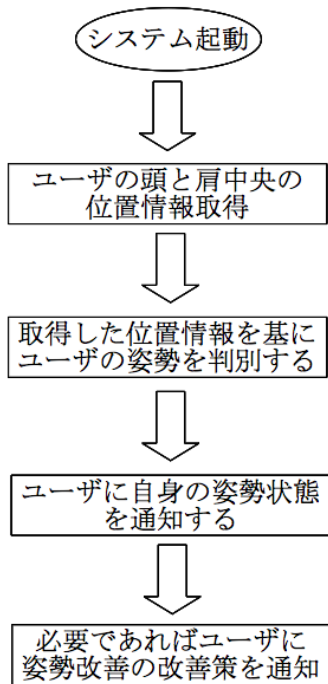 システム起動
ユーザの頭と肩中央の
位置情報取得
取得した位置情報を基に
ユーザの姿勢を判別する
ユーザに自身の姿勢状態
を通知する
必要であればユーザに
姿勢改善の改善策を通知